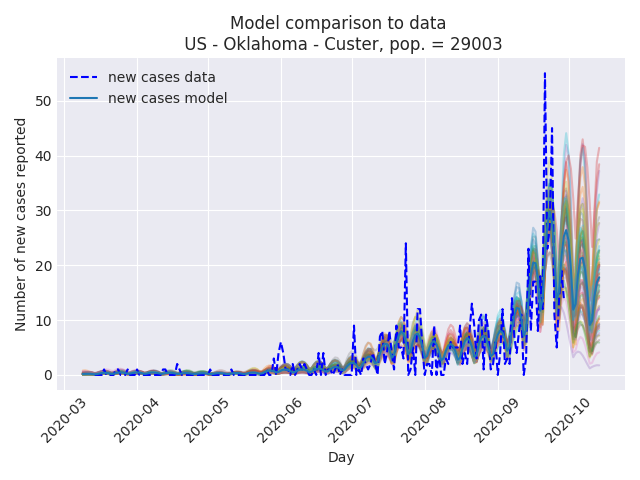 Model comparison to data
US - Oklahoma - Custer, pop. = 29003
new cases data
new cases model
Number of new cases reported
50
40
30
20
10
0
2020-03
2020-04
2020-05
2020-06
2020-07
2020-08
2020-09
2020-10
Day